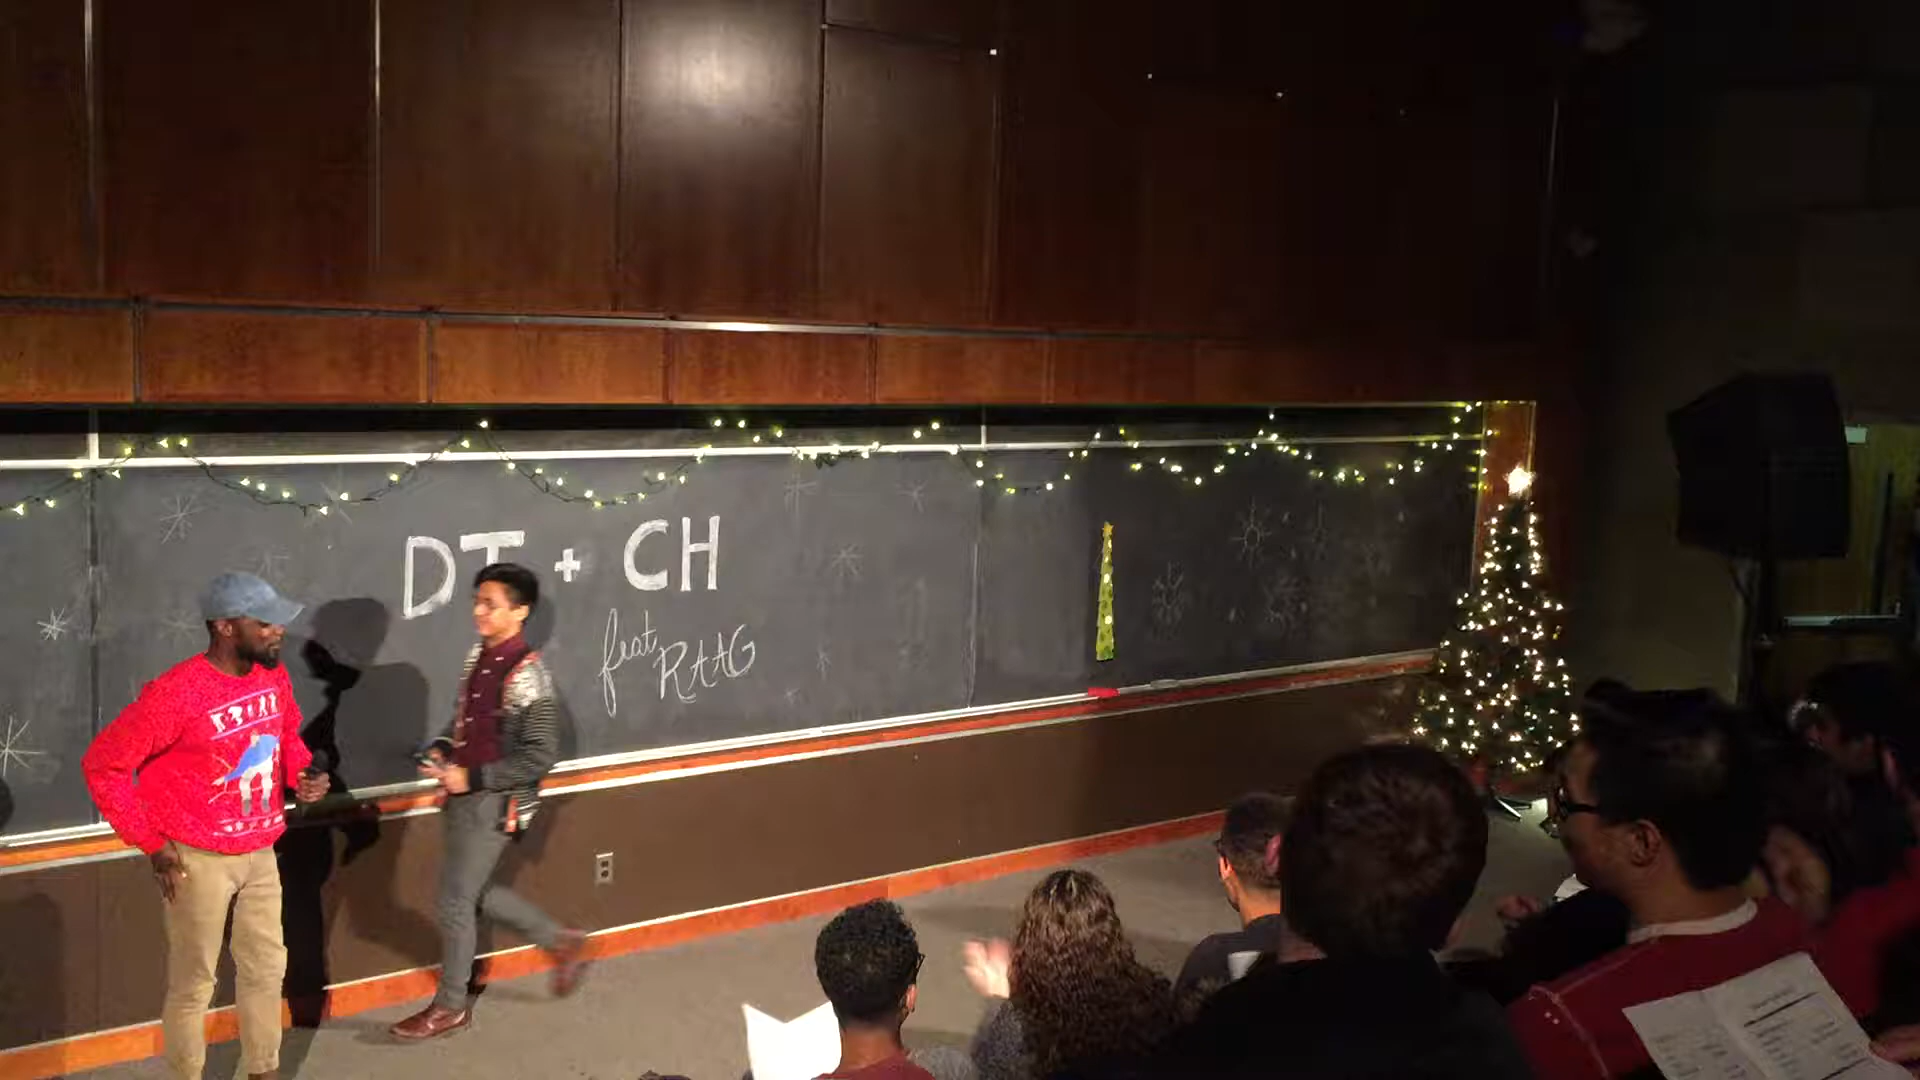 DT + CH
feat. RAAG